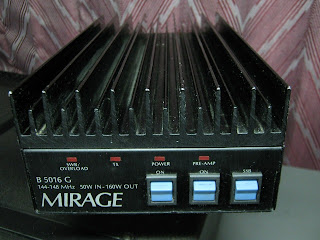 SWR/ OVERLOAD TX POWER PRE-AMP
ON ON SSB
B 5016 G
144-148 MHz 50W IN-160W OUT
MIRAGE